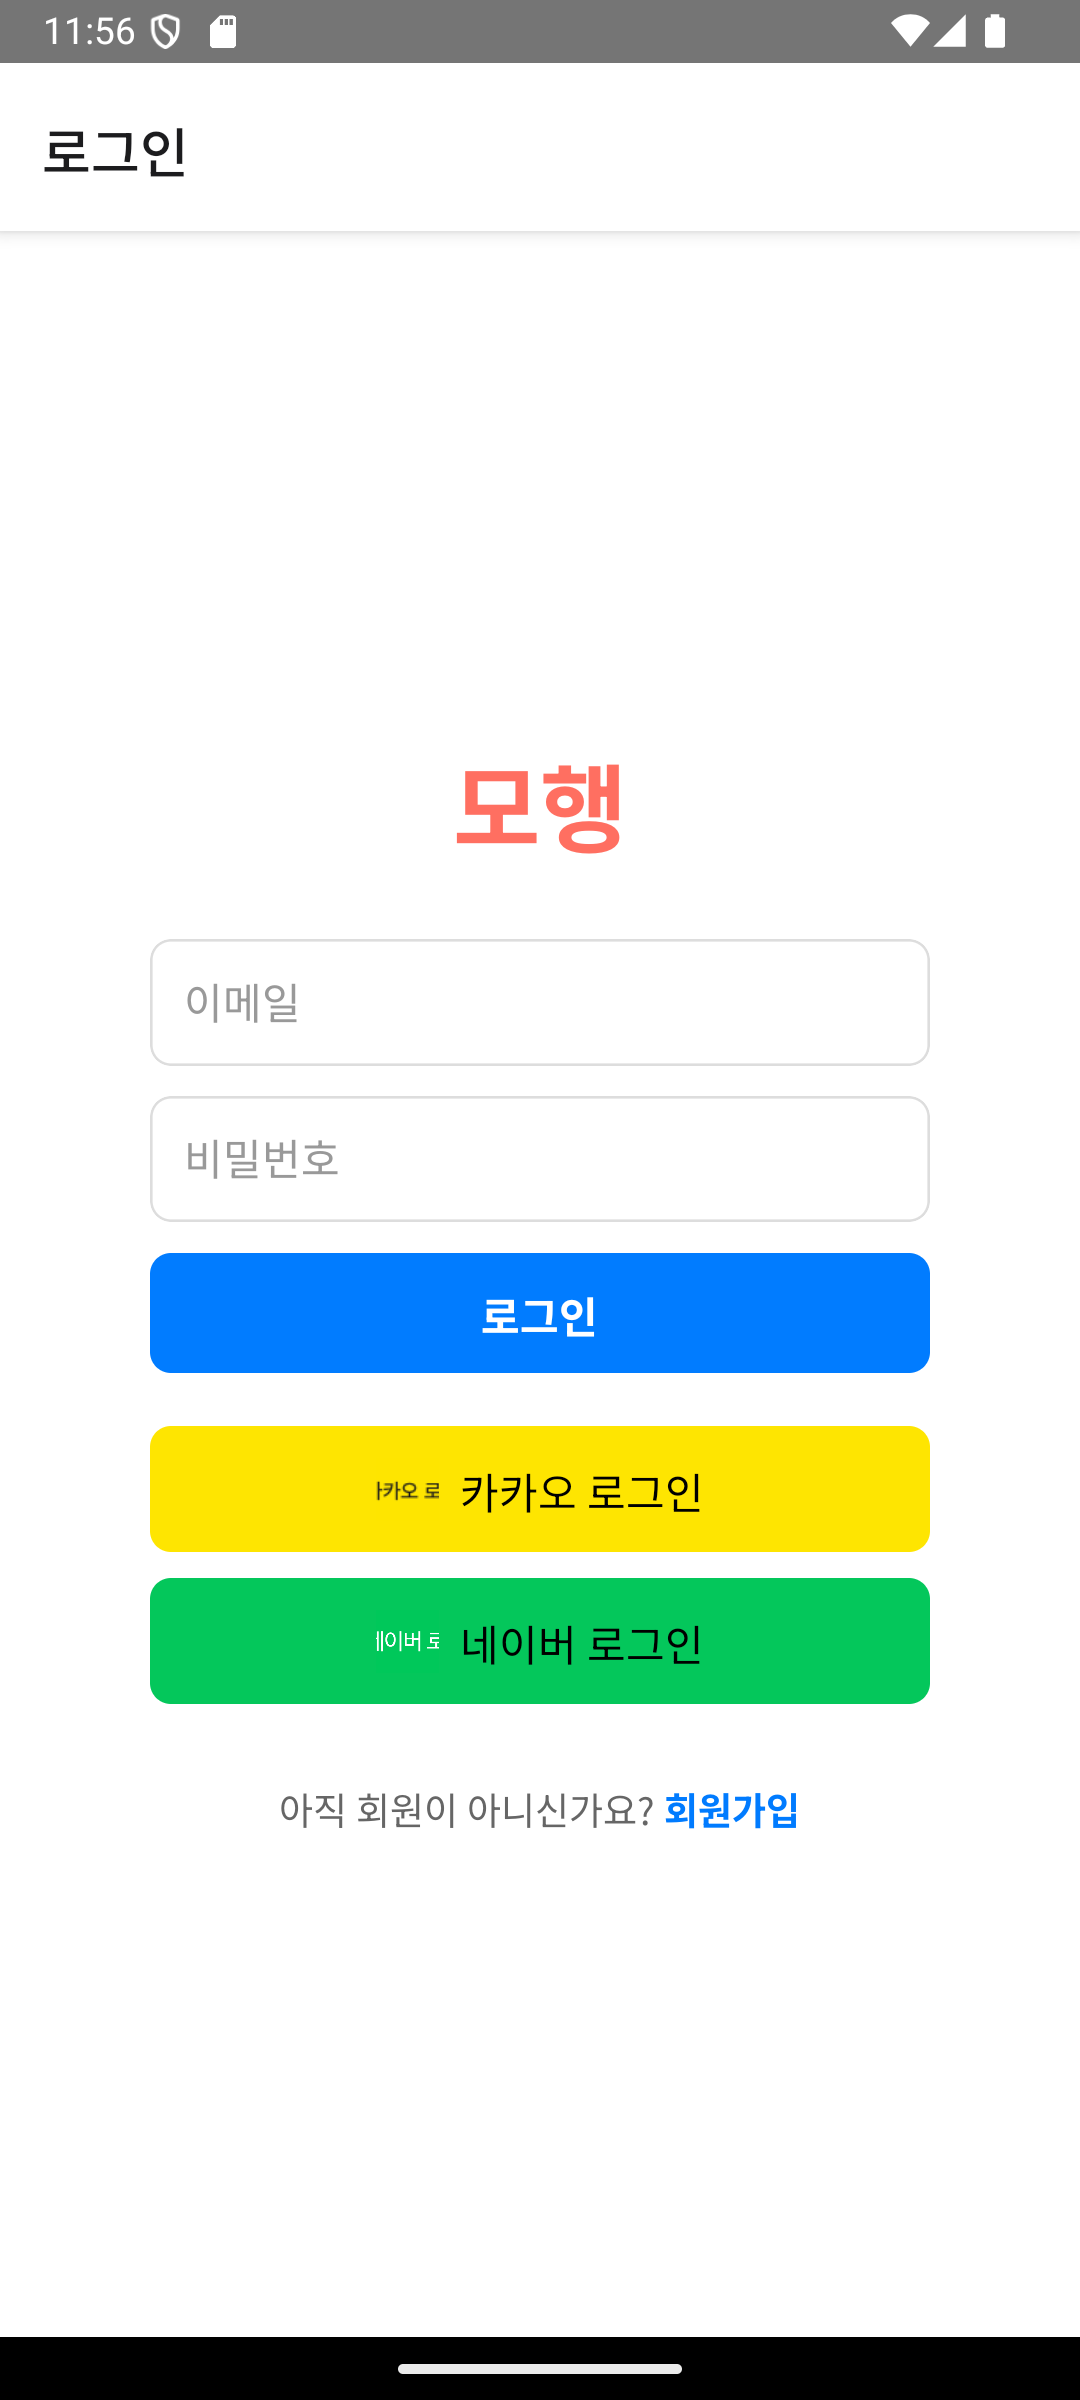 11:56
로그인
모행
이메일
비밀번호
로그인
카오 로 카카오 로그인
이버 로 네이버 로그인
아직 회원이 아니신가요? 회원가입